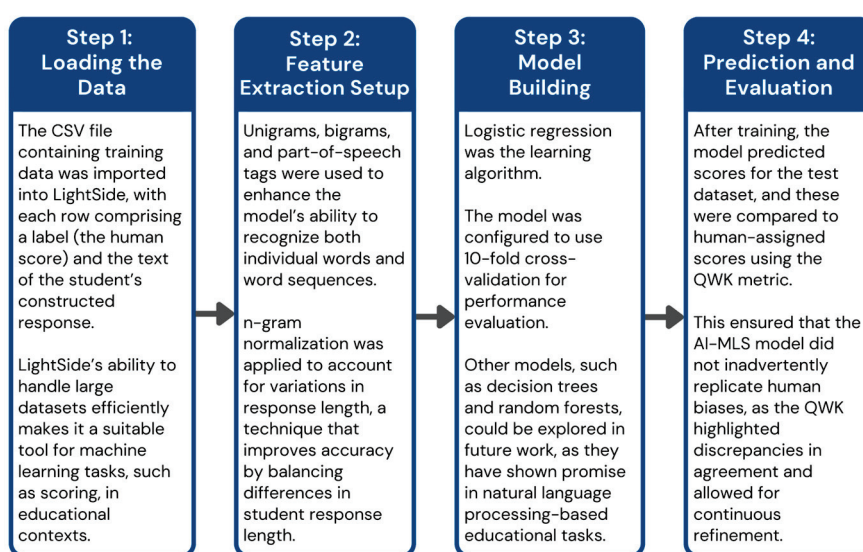 Step 1:
Loading the
Data
The CSV file
containing training
data was imported
into LightSide, with
each row comprising
a label (the human
score) and the text
of the student's
constructed
response.
LightSide's ability to
handle large
datasets efficiently
makes it a suitable
tool for machine
learning tasks, such
as scoring, in
educational
contexts.
Step 2:
Feature
Extraction Setup
Unigrams, bigrams,
and part-of-speech
tags were used to
enhance the
model's ability to
recognize both
individual words and
word sequences.
n-gram
normalization was
applied to account
for variations in
response length, a
technique that
improves accuracy
by balancing
differences in
student response
length.
Step 3:
Model
Building
Logistic regression
was the learning
algorithm.
The model was
configured to use
10-fold cross-
validation for
performance
evaluation.
Other models, such
as decision trees
and random forests,
could be explored in
future work, as they
have shown promise
in natural language
processing-based
educational tasks.
Step 4:
Prediction and
Evaluation
After training, the
model predicted
scores for the test
dataset, and these
were compared to
human-assigned
scores using the
QWK metric.
This ensured that the
AI-MLS model did
not inadvertently
replicate human
biases, as the QWK
highlighted
discrepancies in
agreement and
allowed for
continuous
refinement.